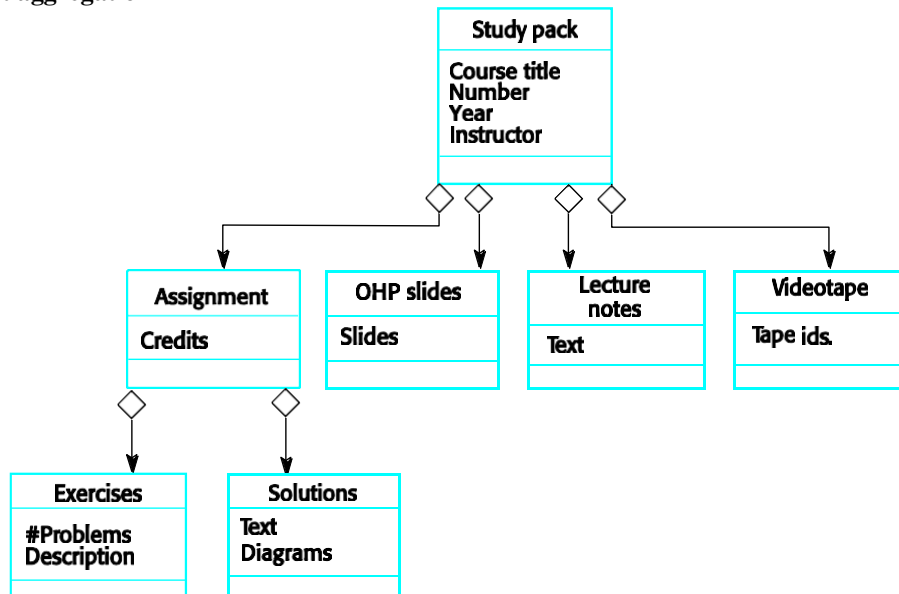 Study pack
Course title
Number
Year
Instructor
Assignment
Credits
OHP slides
Slides
Lecture
notes
Text
Videotape
Tape ids.
Exercises
#Problems
Description
Solutions
Text
Diagrams